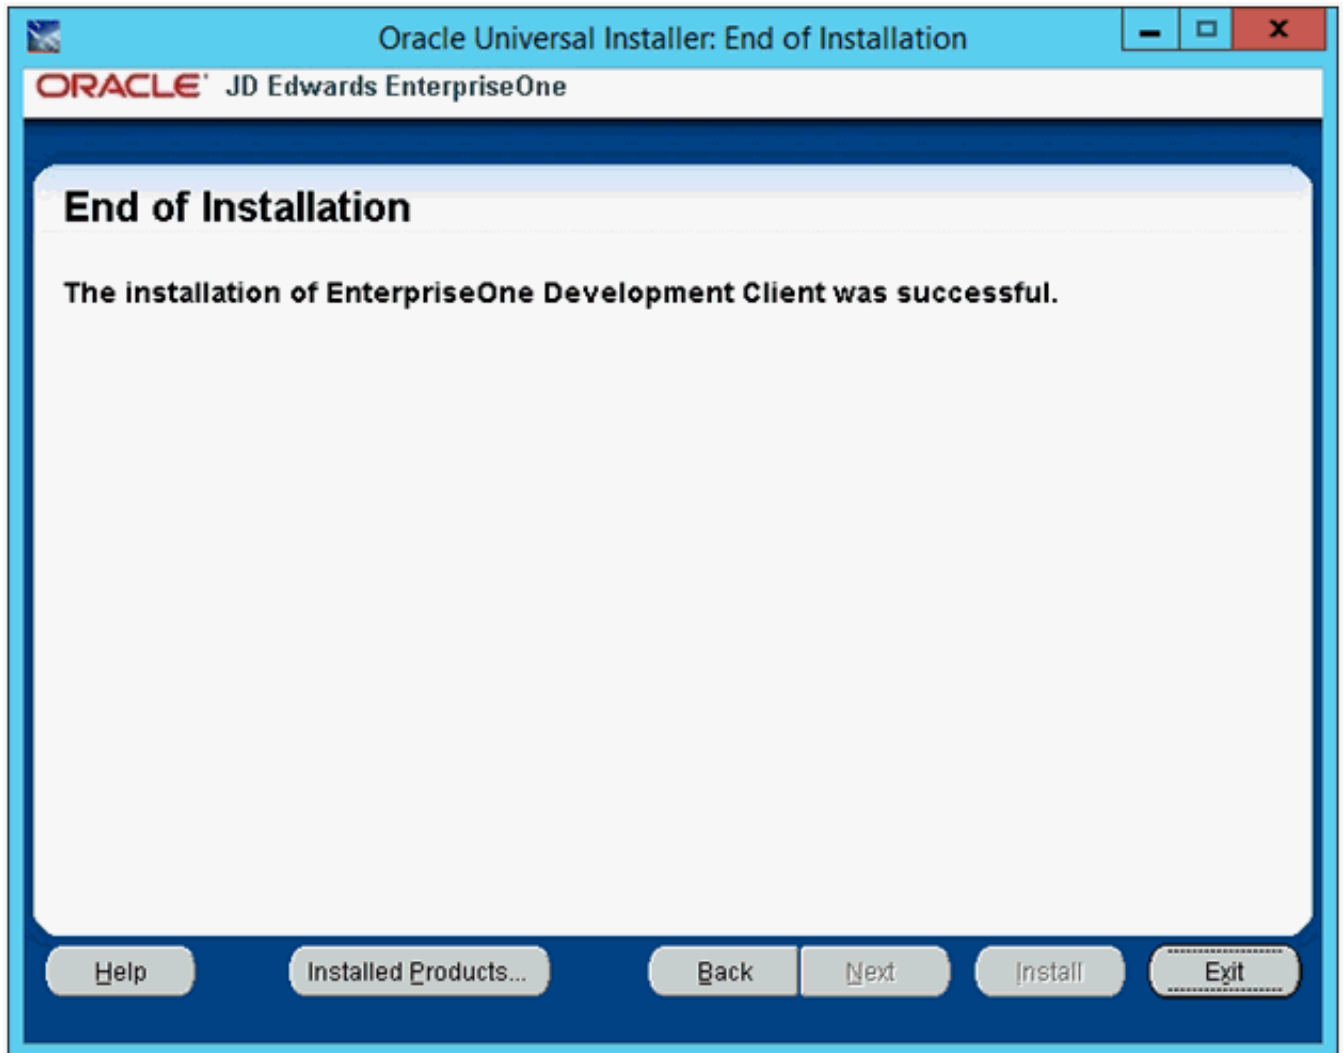 Oracle Universal Installer: End of Installation
ORACLE JD Edwards EnterpriseOne
End of Installation
The installation of EnterpriseOne Development Client was successful.
Help Installed Products... Back Next Install Exit